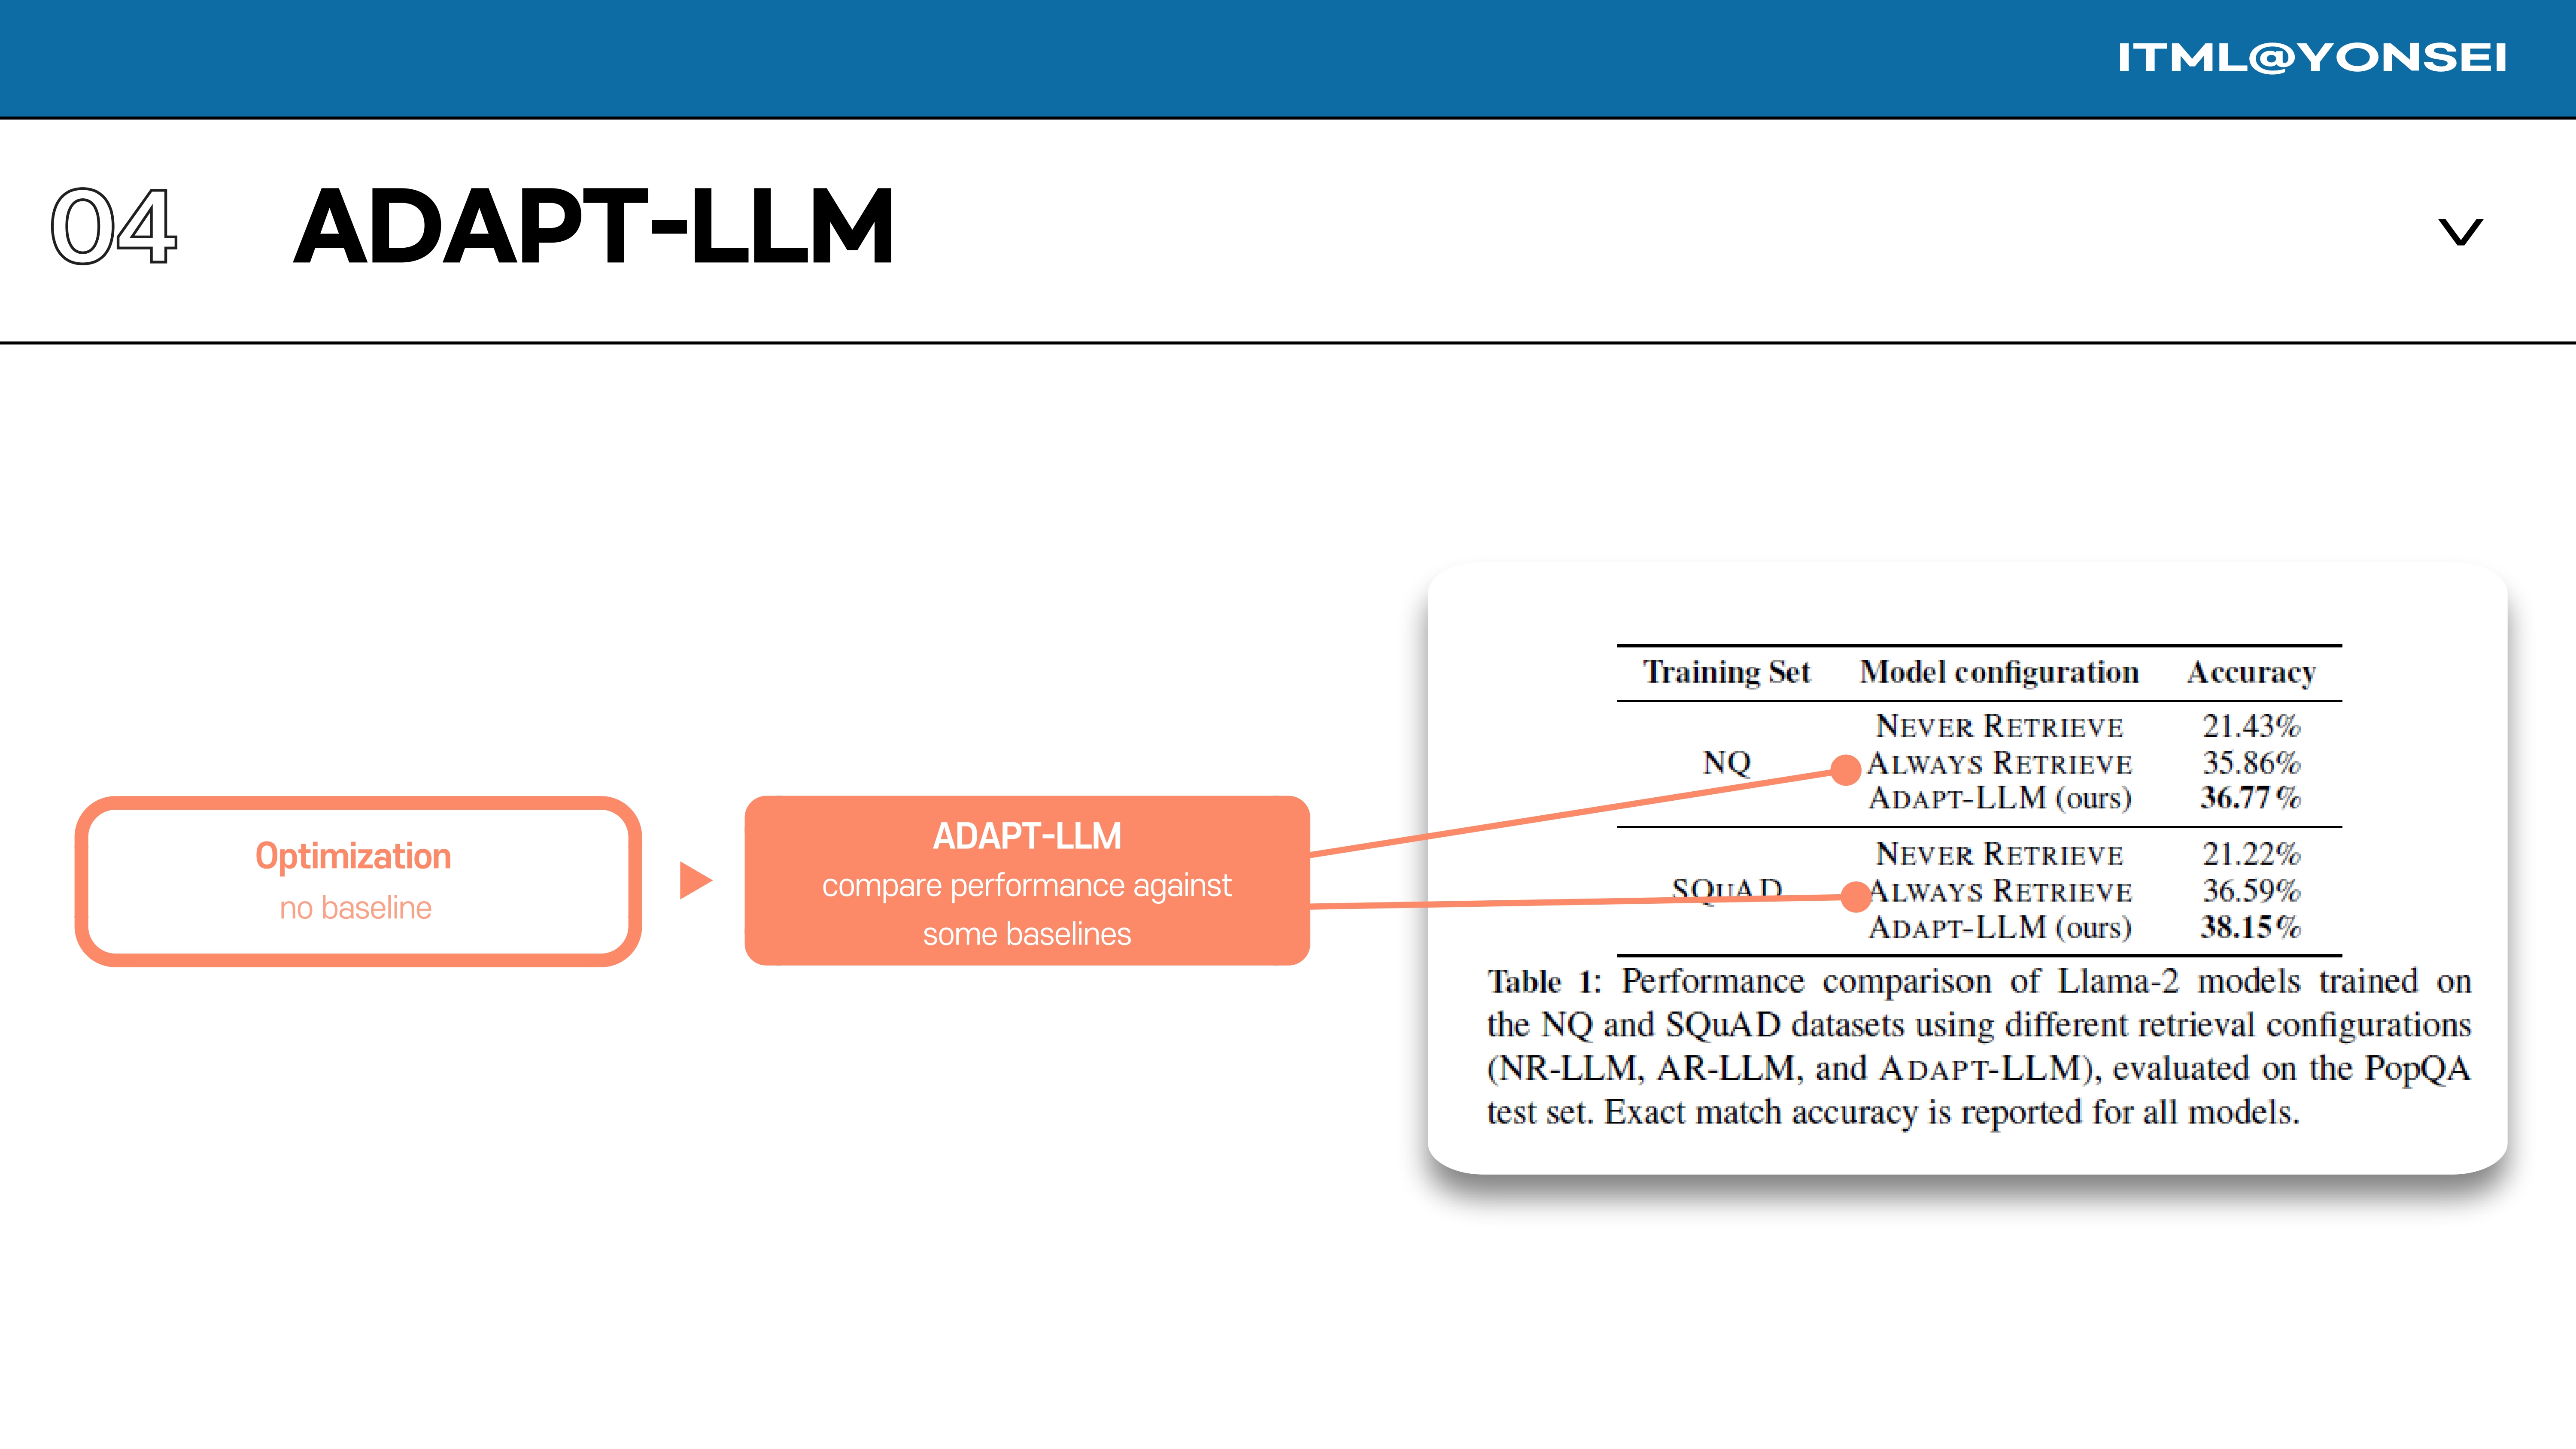 ITML@YONSEI
04 ADAPT-LLM
Optimization
no baseline
ADAPT-LLM
compare performance against
some baselines
Training Set Model configuration Accuracy
NEVER RETRIEVE 21.43%
NQ ALWAYS RETRIEVE 35.86%
ADAPT-LLM (ours) 36.77%
NEVER RETRIEVE 21.22%
SQUAD ALWAYS RETRIEVE 36.59%
ADAPT-LLM (ours) 38.15%
Table 1: Performance comparison of Llama-2 models trained on
the NQ and SQuAD datasets using different retrieval configurations
(NR-LLM, AR-LLM, and ADAPT-LLM), evaluated on the PopQA
test set. Exact match accuracy is reported for all models.